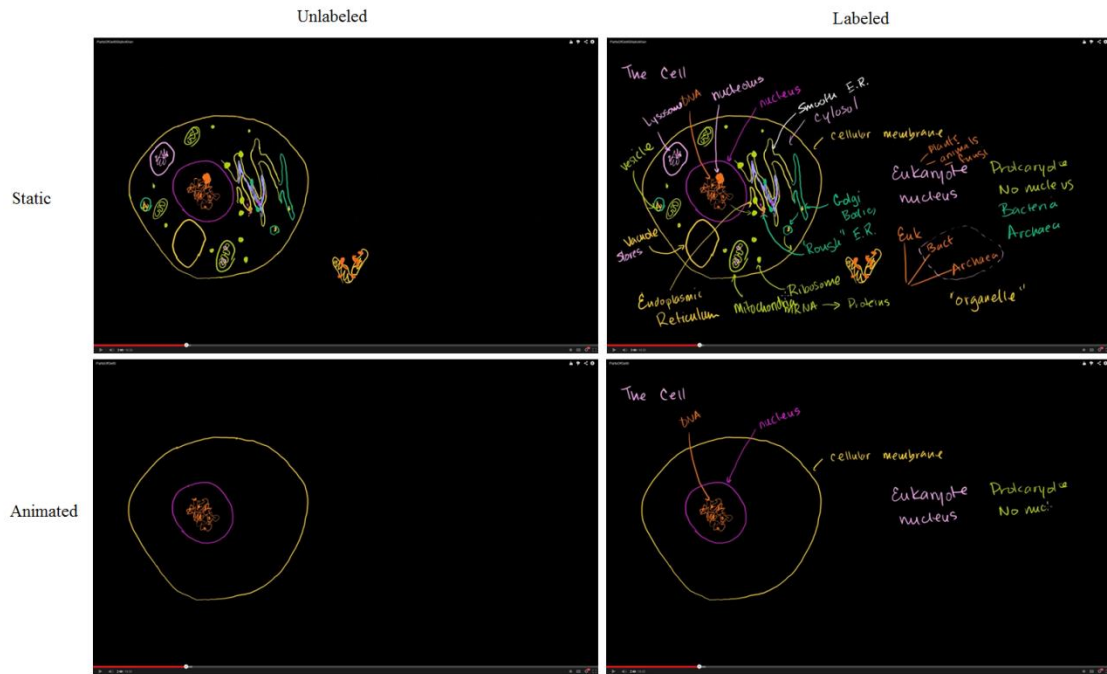 Unlabeled
Labeled
Static
The Cell
Lysosome
DNA
nucleolus
nucleus
Smooth E.R.
cytosol
cellular membrane
plants
animals
fungi
vesicle
Eukaryote
nucleus
Prokaryote
No nucleus
Bacteria
Archaea
Golgi
Bodies
"Rough" E.R.
Vacuole
stores
Euk
Bact
Archaea
"organelle"
Endoplasmic
Reticulum
Mitochondria
Ribosome
mRNA → Proteins
Animated
The Cell
DNA
nucleus
cellular membrane
Eukaryote
nucleus
Prokaryote
No nucl